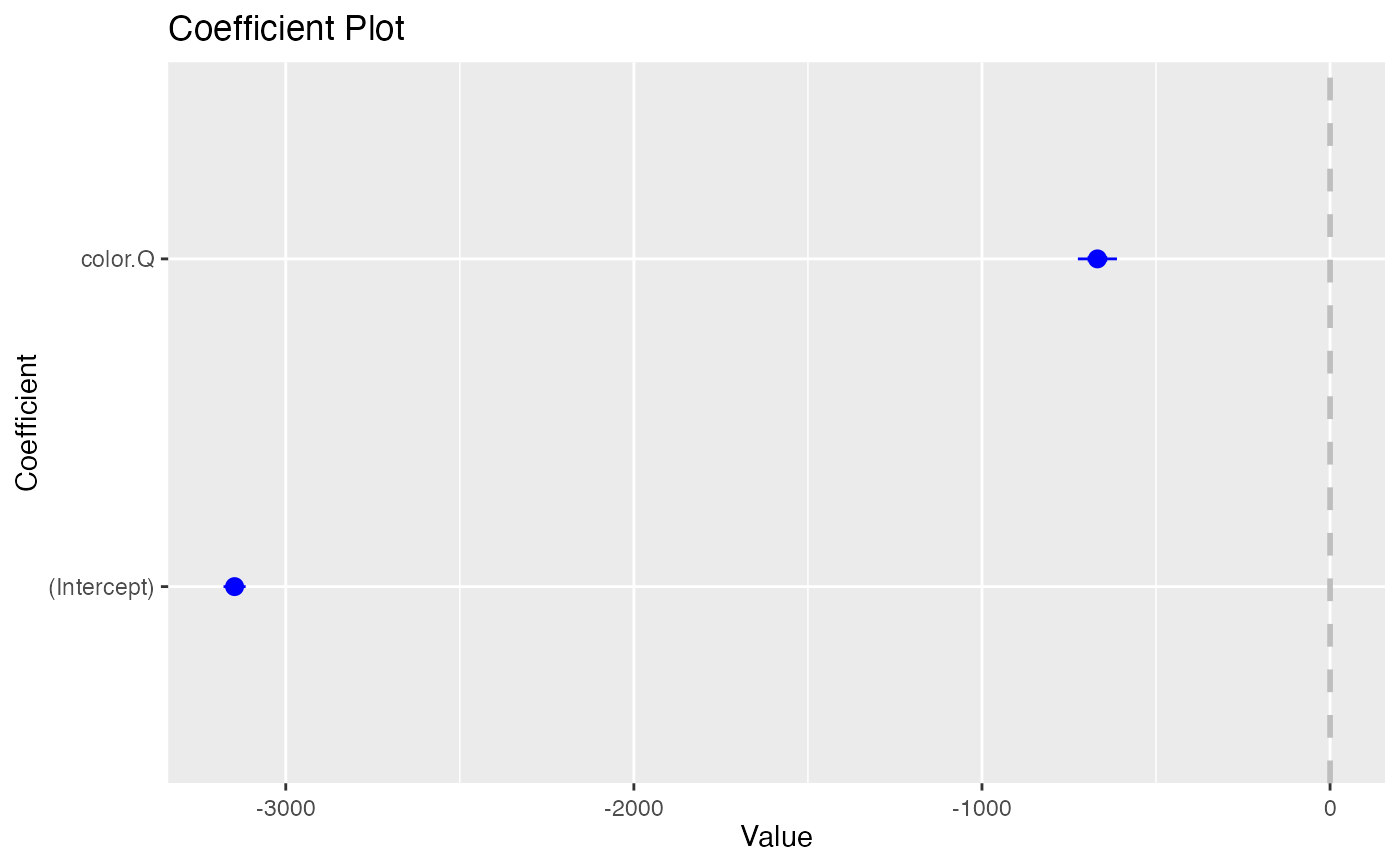 Coefficient Plot
color.Q
Coefficient
(Intercept)
-3000 -2000 -1000 0
Value